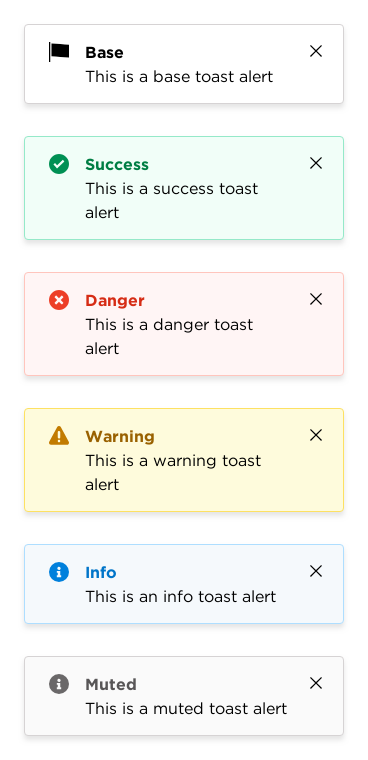 Base
This is a base toast alert
Success
This is a success toast
alert
Danger
This is a danger toast
alert
Warning
This is a warning toast
alert
Info
This is an info toast alert
Muted
This is a muted toast alert